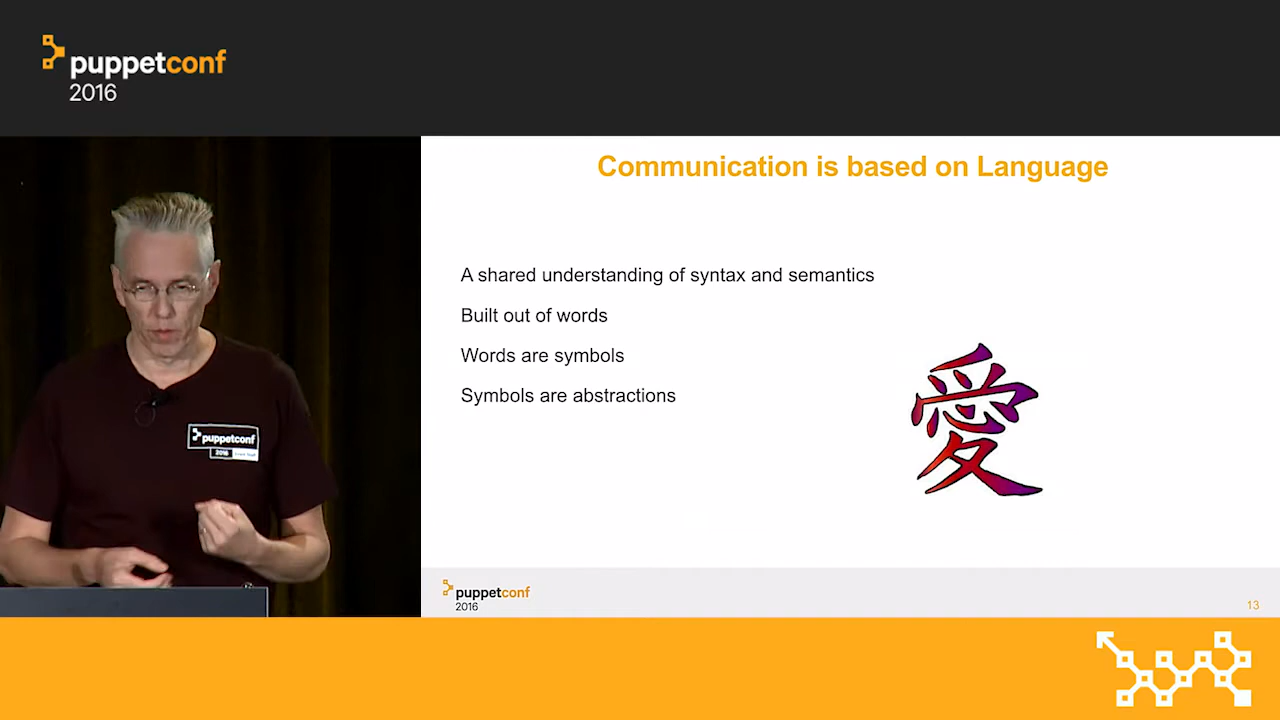 puppetconf
2016
Communication is based on Language
A shared understanding of syntax and semantics
Built out of words
Words are symbols
Symbols are abstractions
愛
puppetconf
2016
puppetconf
2016
13